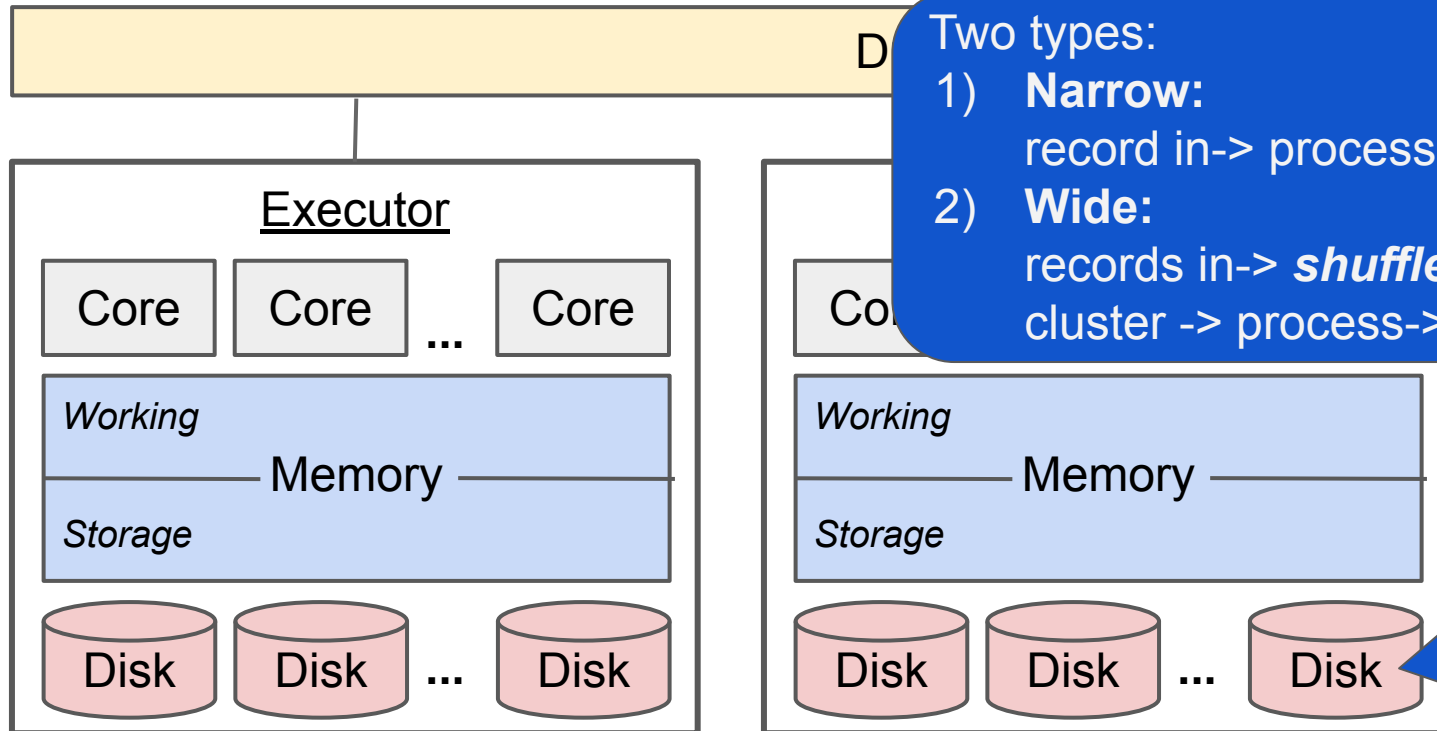 D
Two types:
1) Narrow:
record in-> process
2) Wide:
records in-> shuffle
cluster -> process->
Executor
Core Core ... Core
Working
Memory
Storage
Disk Disk ... Disk
Co
Working
Memory
Storage
Disk Disk ... Disk